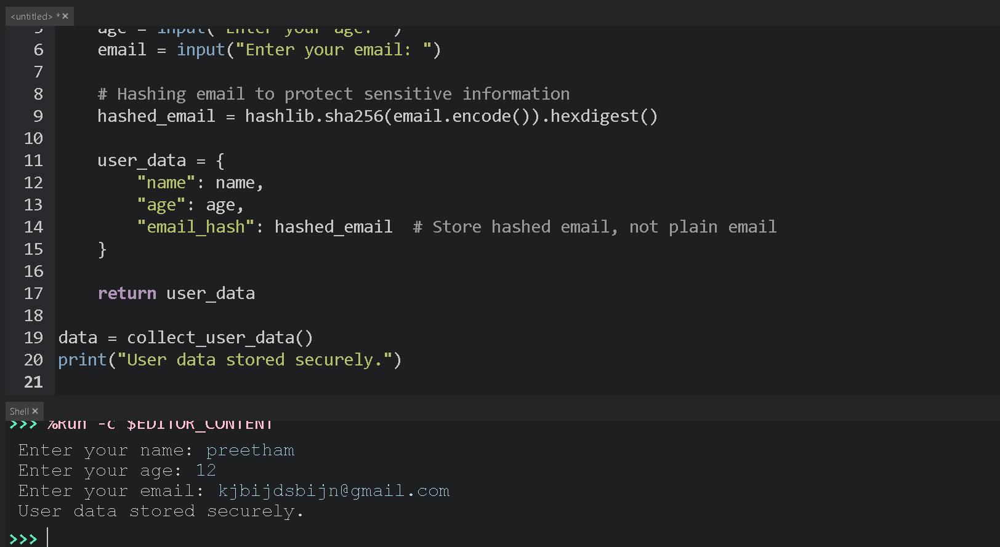 <untitled> * ×
5 age = input("Enter your age: ")
6 email = input("Enter your email: ")
7
8 # Hashing email to protect sensitive information
9 hashed_email = hashlib.sha256(email.encode()).hexdigest()
10
11 user_data = {
12 "name": name,
13 "age": age,
14 "email_hash": hashed_email # Store hashed email, not plain email
15 }
16
17 return user_data
18
19 data = collect_user_data()
20 print("User data stored securely.")
21
Shell ×
>>> %Run -c $EDITOR_CONTENT
Enter your name: preetham
Enter your age: 12
Enter your email: kjbijdsbijn@gmail.com
User data stored securely.
>>>